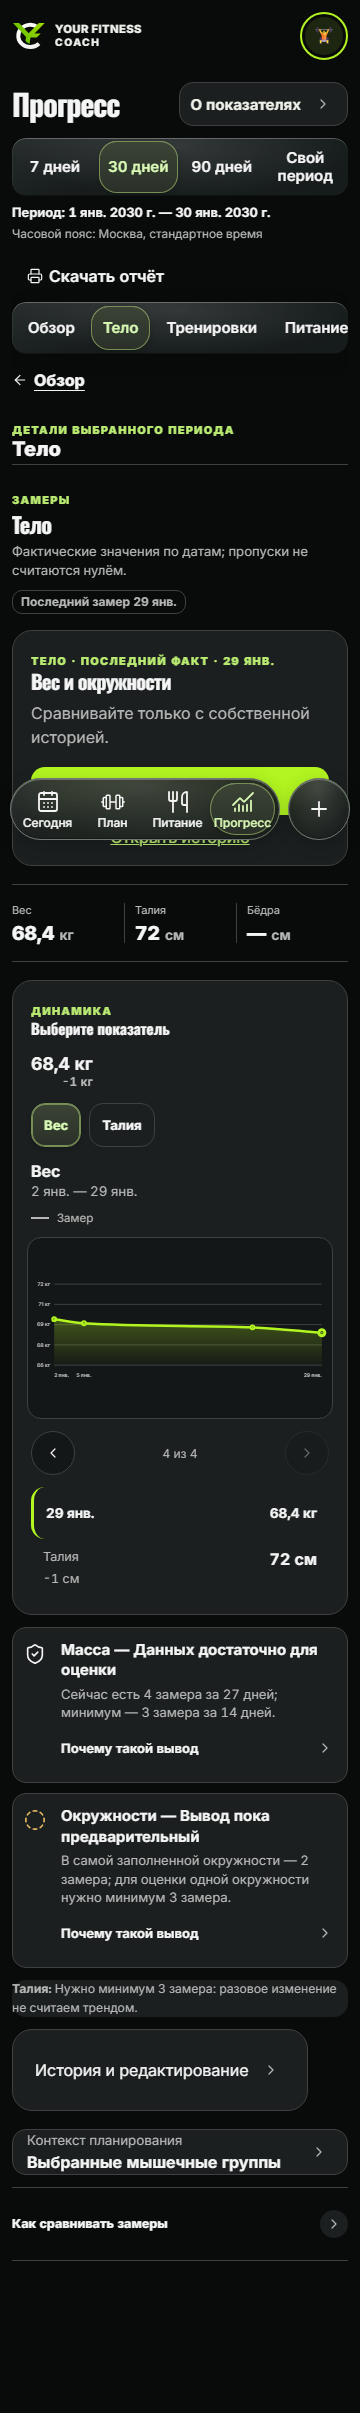 YOUR FITNESS
COACH
Прогресс
О показателях
7 дней
30 дней
90 дней
Свой период
Период: 1 янв. 2030 г. — 30 янв. 2030 г.
Часовой пояс: Москва, стандартное время
Скачать отчёт
Обзор
Тело
Тренировки
Питание
Обзор
ДЕТАЛИ ВЫБРАННОГО ПЕРИОДА
Тело
ЗАМЕРЫ
Тело
Фактические значения по датам; пропуски не
считаются нулём.
Последний замер 29 янв.
ТЕЛО · ПОСЛЕДНИЙ ФАКТ · 29 ЯНВ.
Вес и окружности
Сравнивайте только с собственной
историей.
Сегодня
План
Питание
Прогресс
Открыть историю
Вес
Талия
Бёдра
68,4 кг
72 см
— см
ДИНАМИКА
Выберите показатель
68,4 кг
-1 кг
Вес
Талия
Вес
2 янв. — 29 янв.
Замер
72 кг
71 кг
69 кг
68 кг
66 кг
2 янв.
5 янв.
29 янв.
4 из 4
29 янв.
68,4 кг
Талия
72 см
-1 см
Масса — Данных достаточно для
оценки
Сейчас есть 4 замера за 27 дней;
минимум — 3 замера за 14 дней.
Почему такой вывод
Окружности — Вывод пока
предварительный
В самой заполненной окружности — 2
замера; для оценки одной окружности
нужно минимум 3 замера.
Почему такой вывод
Талия: Нужно минимум 3 замера: разовое изменение
не считаем трендом.
История и редактирование
Контекст планирования
Выбранные мышечные группы
Как сравнивать замеры